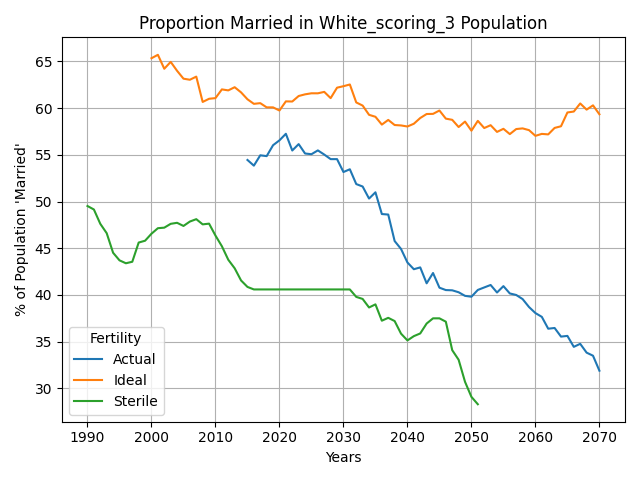 Proportion Married in White_scoring_3 Population
% of Population 'Married'
65
60
55
50
45
40
35
30
Fertility
Actual
Ideal
Sterile
1990 2000 2010 2020 2030 2040 2050 2060 2070
Years